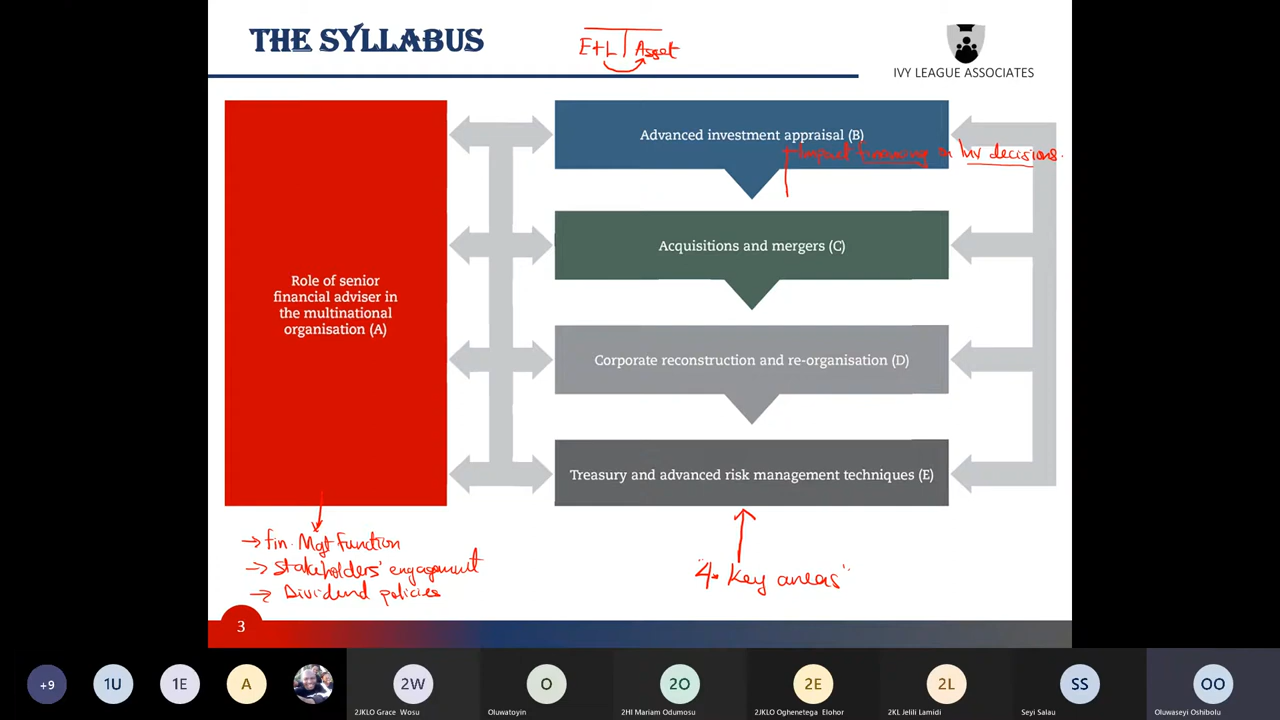 THE SYLLABUS
E+L | Asset
IVY LEAGUE ASSOCIATES
Advanced investment appraisal (B)
Impact financing on Inv decisions.
Acquisitions and mergers (C)
Role of senior
financial adviser in
the multinational
organisation (A)
Corporate reconstruction and re-organisation (D)
Treasury and advanced risk management techniques (E)
→ fin. Mgt function
→ Stakeholders' engagement
→ Dividend policies
"4. Key areas"
3
+9
1U
1E
A
2W
2JKLO Grace Wosu
O
Oluwatoyin
2O
2HI Mariam Odumosu
2E
2JKLO Oghenetega Elohor
2L
2KL Jelili Lamidi
SS
Seyi Salau
OO
Oluwaseyi Oshibolu